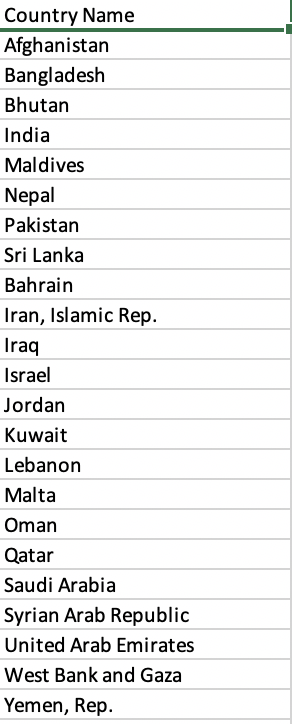 Country Name
Afghanistan
Bangladesh
Bhutan
India
Maldives
Nepal
Pakistan
Sri Lanka
Bahrain
Iran, Islamic Rep.
Iraq
Israel
Jordan
Kuwait
Lebanon
Malta
Oman
Qatar
Saudi Arabia
Syrian Arab Republic
United Arab Emirates
West Bank and Gaza
Yemen, Rep.